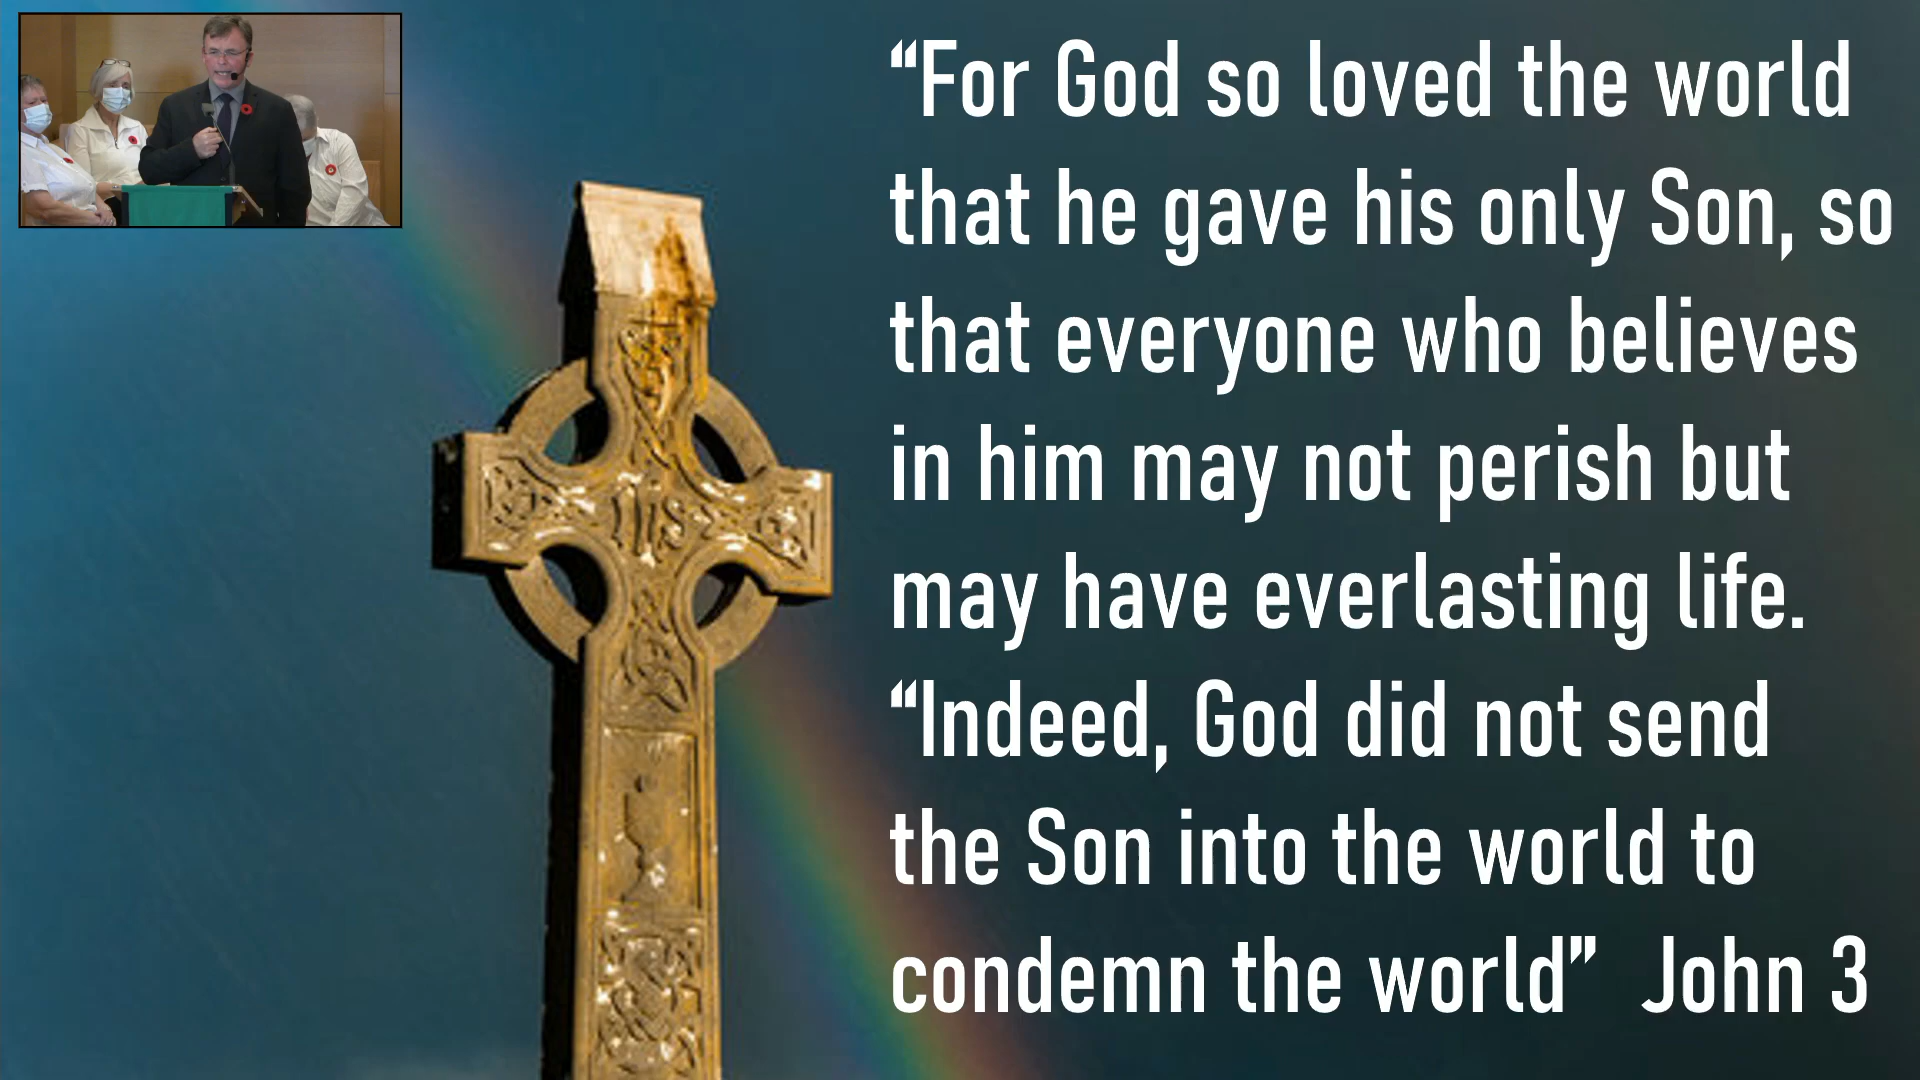 “For God so loved the world
that he gave his only Son, so
that everyone who believes
in him may not perish but
may have everlasting life.
“Indeed, God did not send
the Son into the world to
condemn the world” John 3
IHS